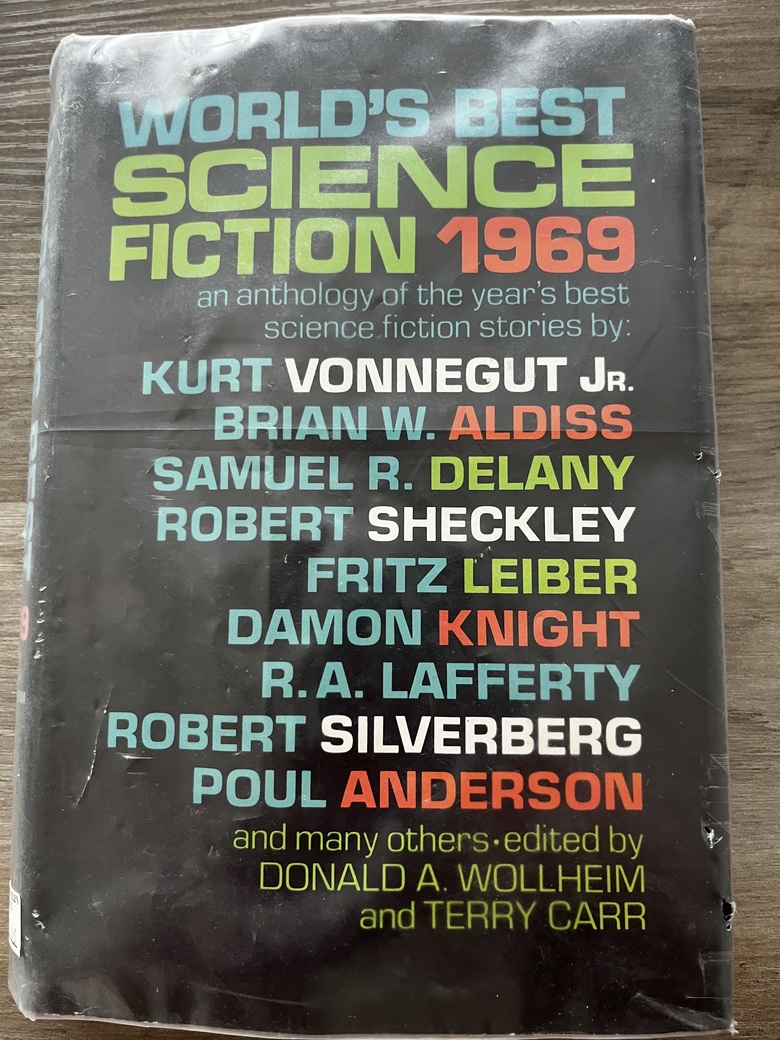 WORLD'S BEST
SCIENCE
FICTION 1969
an anthology of the year's best
science fiction stories by:
KURT VONNEGUT JR.
BRIAN W. ALDISS
SAMUEL R. DELANY
ROBERT SHECKLEY
FRITZ LEIBER
DAMON KNIGHT
R. A. LAFFERTY
ROBERT SILVERBERG
POUL ANDERSON
and many others • edited by
DONALD A. WOLLHEIM
and TERRY CARR